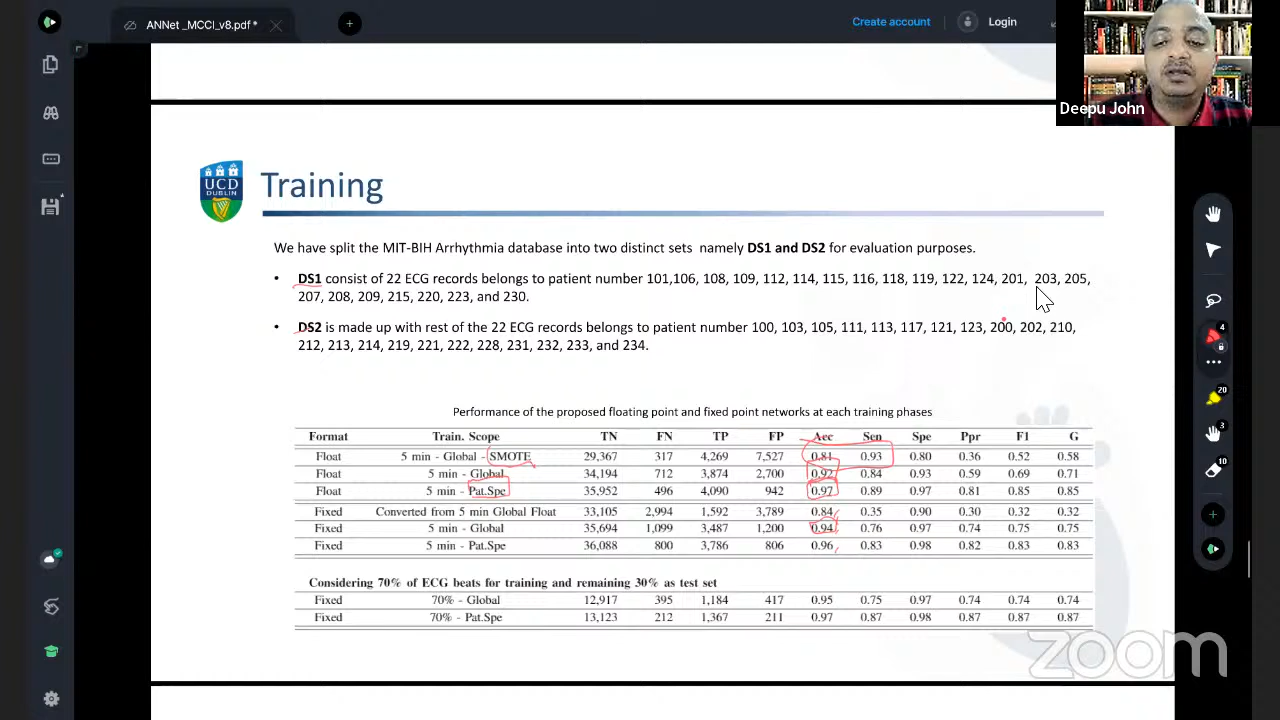 ANNet _MCCI_v8.pdf*
Create account
Login
Deepu John
UCD
DUBLIN
Training
We have split the MIT-BIH Arrhythmia database into two distinct sets namely DS1 and DS2 for evaluation purposes.
• DS1 consist of 22 ECG records belongs to patient number 101,106, 108, 109, 112, 114, 115, 116, 118, 119, 122, 124, 201, 203, 205,
207, 208, 209, 215, 220, 223, and 230.
• DS2 is made up with rest of the 22 ECG records belongs to patient number 100, 103, 105, 111, 113, 117, 121, 123, 200, 202, 210,
212, 213, 214, 219, 221, 222, 228, 231, 232, 233, and 234.
Performance of the proposed floating point and fixed point networks at each training phases
Format Train. Scope TN FN TP FP Acc Sen Spe Ppr F1 G
Float 5 min - Global - SMOTE 29,367 317 4,269 7,527 0.81 0.93 0.80 0.36 0.52 0.58
Float 5 min - Global 34,194 712 3,874 2,700 0.92 0.84 0.93 0.59 0.69 0.71
Float 5 min - Pat.Spe 35,952 496 4,090 942 0.97 0.89 0.97 0.81 0.85 0.85
Fixed Converted from 5 min Global Float 33,105 2,994 1,592 3,789 0.84 0.35 0.90 0.30 0.32 0.32
Fixed 5 min - Global 35,694 1,099 3,487 1,200 0.94 0.76 0.97 0.74 0.75 0.75
Fixed 5 min - Pat.Spe 36,088 800 3,786 806 0.96 0.83 0.98 0.82 0.83 0.83
Considering 70% of ECG beats for training and remaining 30% as test set
Fixed 70% - Global 12,917 395 1,184 417 0.95 0.75 0.97 0.74 0.74 0.74
Fixed 70% - Pat.Spe 13,123 212 1,367 211 0.97 0.87 0.98 0.87 0.87 0.87
4
20
3
10
zoom